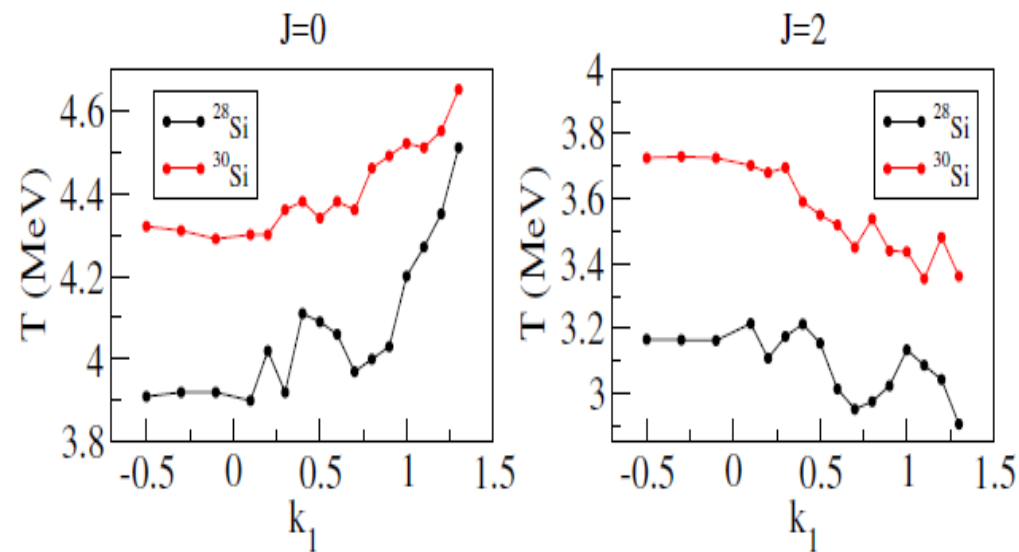 J=0
T (MeV)
4.6
4.4
4.2
4
3.8
²⁸Si
³⁰Si
-0.5 0 0.5 1 1.5
k₁
J=2
T (MeV)
4
3.8
3.6
3.4
3.2
3
²⁸Si
³⁰Si
-0.5 0 0.5 1 1.5
k₁